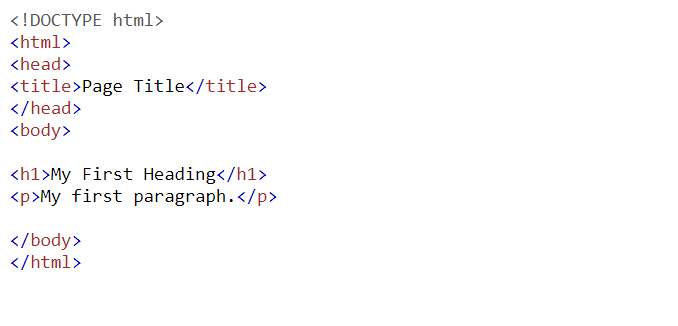 <!DOCTYPE html>
<html>
<head>
<title>Page Title</title>
</head>
<body>
<h1>My First Heading</h1>
<p>My first paragraph.</p>
</body>
</html>